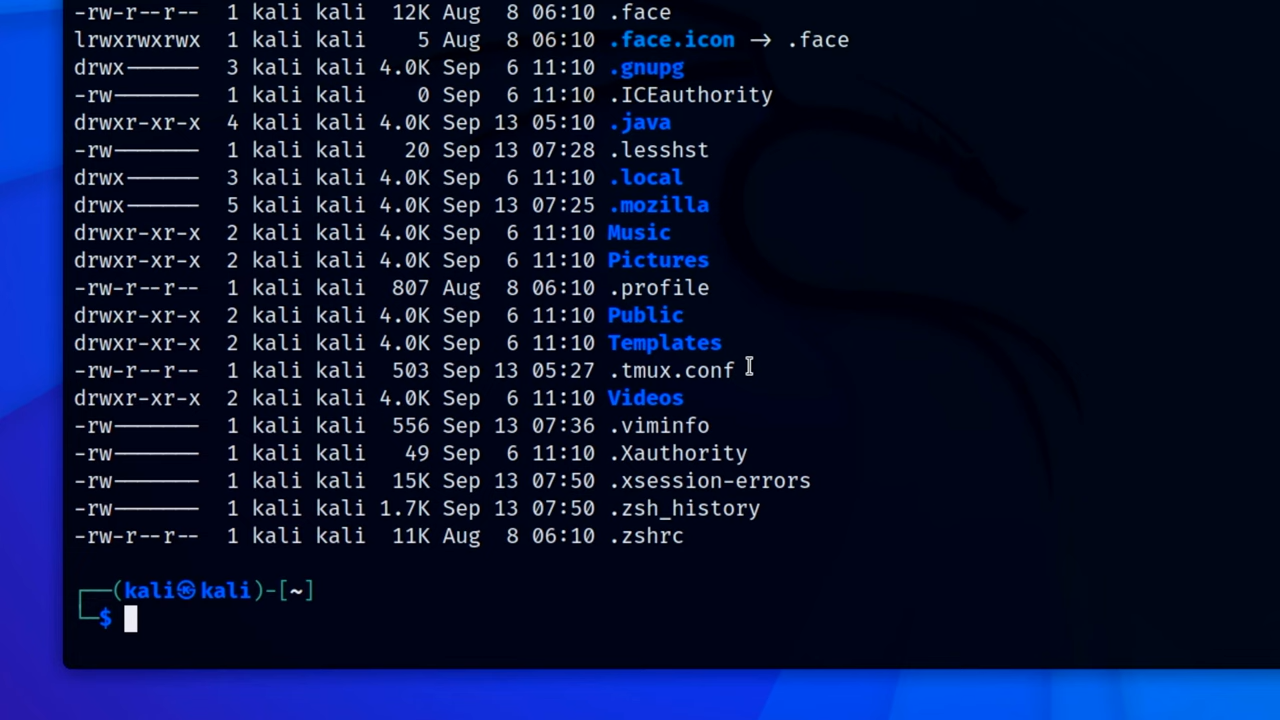 -rw-r--r-- 1 kali kali 12K Aug 8 06:10 .face
lrwxrwxrwx 1 kali kali 5 Aug 8 06:10 .face.icon → .face
drwx------ 3 kali kali 4.0K Sep 6 11:10 .gnupg
-rw------- 1 kali kali 0 Sep 6 11:10 .ICEauthority
drwxr-xr-x 4 kali kali 4.0K Sep 13 05:10 .java
-rw------- 1 kali kali 20 Sep 13 07:28 .lesshst
drwx------ 3 kali kali 4.0K Sep 6 11:10 .local
drwx------ 5 kali kali 4.0K Sep 13 07:25 .mozilla
drwxr-xr-x 2 kali kali 4.0K Sep 6 11:10 Music
drwxr-xr-x 2 kali kali 4.0K Sep 6 11:10 Pictures
-rw-r--r-- 1 kali kali 807 Aug 8 06:10 .profile
drwxr-xr-x 2 kali kali 4.0K Sep 6 11:10 Public
drwxr-xr-x 2 kali kali 4.0K Sep 6 11:10 Templates
-rw-r--r-- 1 kali kali 503 Sep 13 05:27 .tmux.conf
drwxr-xr-x 2 kali kali 4.0K Sep 6 11:10 Videos
-rw------- 1 kali kali 556 Sep 13 07:36 .viminfo
-rw------- 1 kali kali 49 Sep 6 11:10 .Xauthority
-rw------- 1 kali kali 15K Sep 13 07:50 .xsession-errors
-rw------- 1 kali kali 1.7K Sep 13 07:50 .zsh_history
-rw-r--r-- 1 kali kali 11K Aug 8 06:10 .zshrc
┌──(kali㉿kali)-[~]
└─$